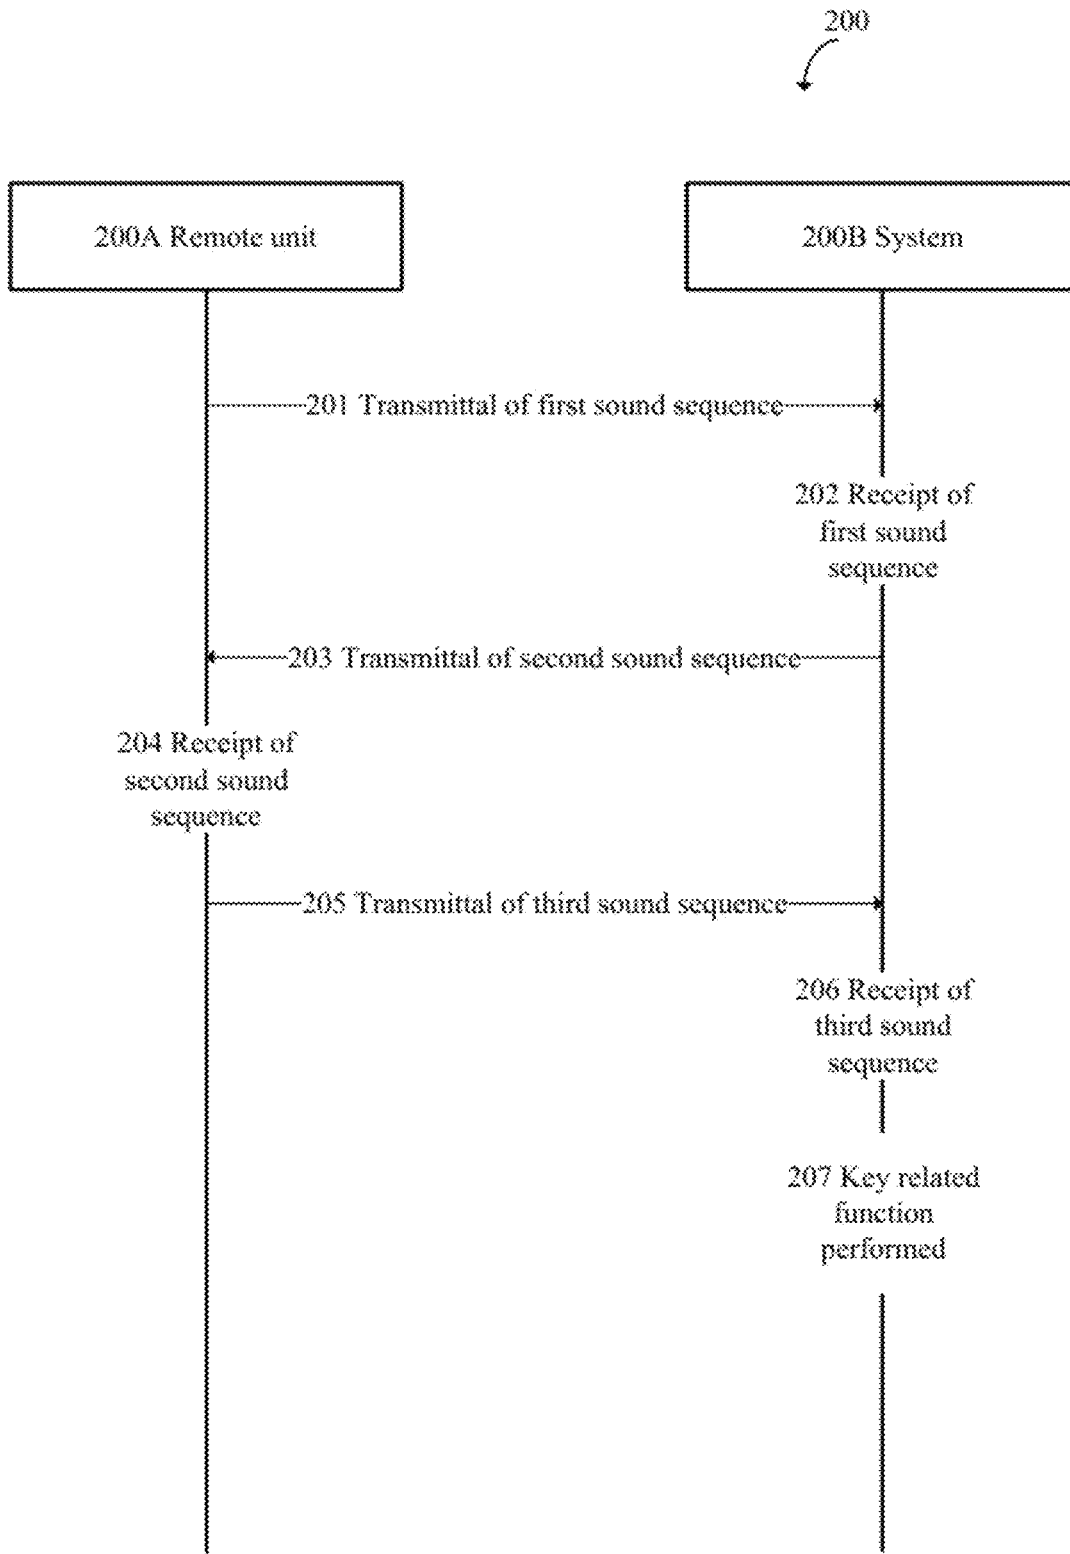 200
200A Remote unit
200B System
201 Transmittal of first sound sequence
202 Receipt of
first sound
sequence
203 Transmittal of second sound sequence
204 Receipt of
second sound
sequence
205 Transmittal of third sound sequence
206 Receipt of
third sound
sequence
207 Key related
function
performed